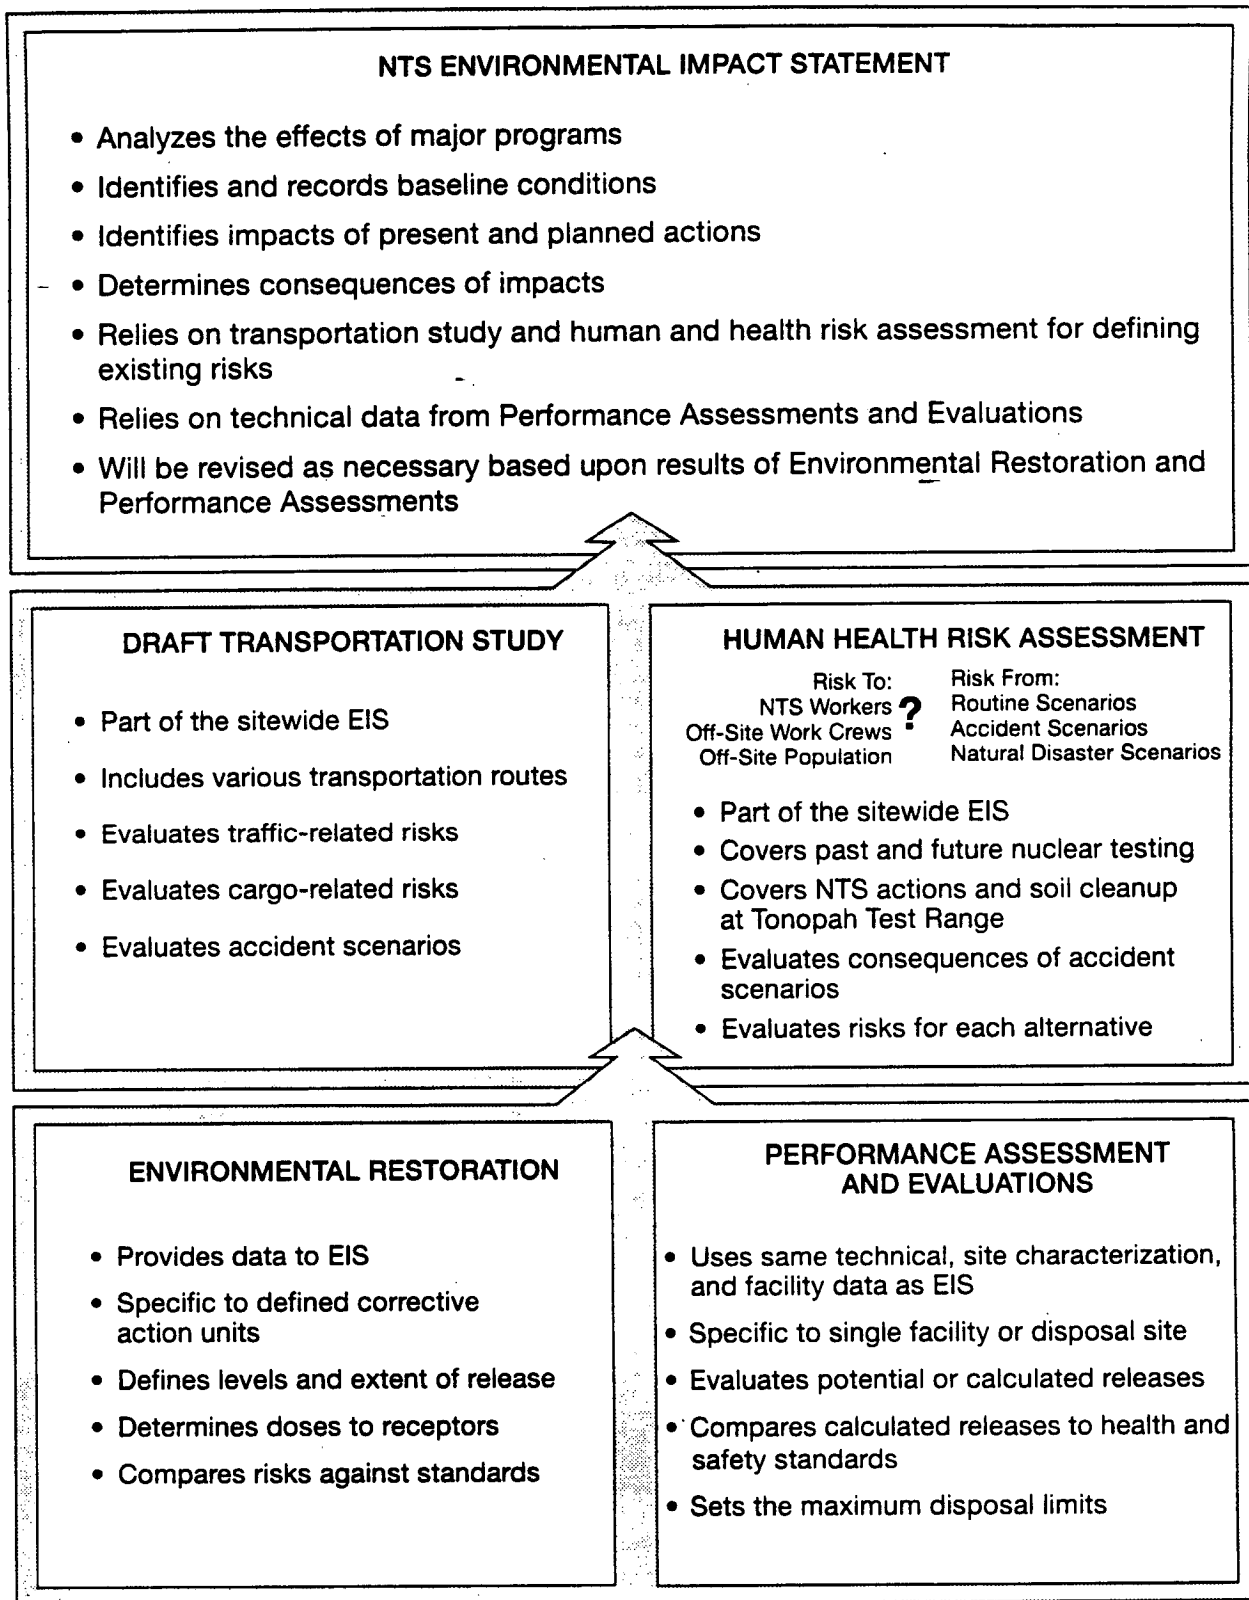 NTS ENVIRONMENTAL IMPACT STATEMENT
• Analyzes the effects of major programs
• Identifies and records baseline conditions
• Identifies impacts of present and planned actions
• Determines consequences of impacts
• Relies on transportation study and human and health risk assessment for defining
existing risks
• Relies on technical data from Performance Assessments and Evaluations
• Will be revised as necessary based upon results of Environmental Restoration and
Performance Assessments
DRAFT TRANSPORTATION STUDY
• Part of the sitewide EIS
• Includes various transportation routes
• Evaluates traffic-related risks
• Evaluates cargo-related risks
• Evaluates accident scenarios
HUMAN HEALTH RISK ASSESSMENT
Risk To:
NTS Workers
Off-Site Work Crews
Off-Site Population
?
Risk From:
Routine Scenarios
Accident Scenarios
Natural Disaster Scenarios
• Part of the sitewide EIS
• Covers past and future nuclear testing
• Covers NTS actions and soil cleanup
at Tonopah Test Range
• Evaluates consequences of accident
scenarios
• Evaluates risks for each alternative
ENVIRONMENTAL RESTORATION
• Provides data to EIS
• Specific to defined corrective
action units
• Defines levels and extent of release
• Determines doses to receptors
• Compares risks against standards
PERFORMANCE ASSESSMENT
AND EVALUATIONS
• Uses same technical, site characterization,
and facility data as EIS
• Specific to single facility or disposal site
• Evaluates potential or calculated releases
• Compares calculated releases to health and
safety standards
• Sets the maximum disposal limits